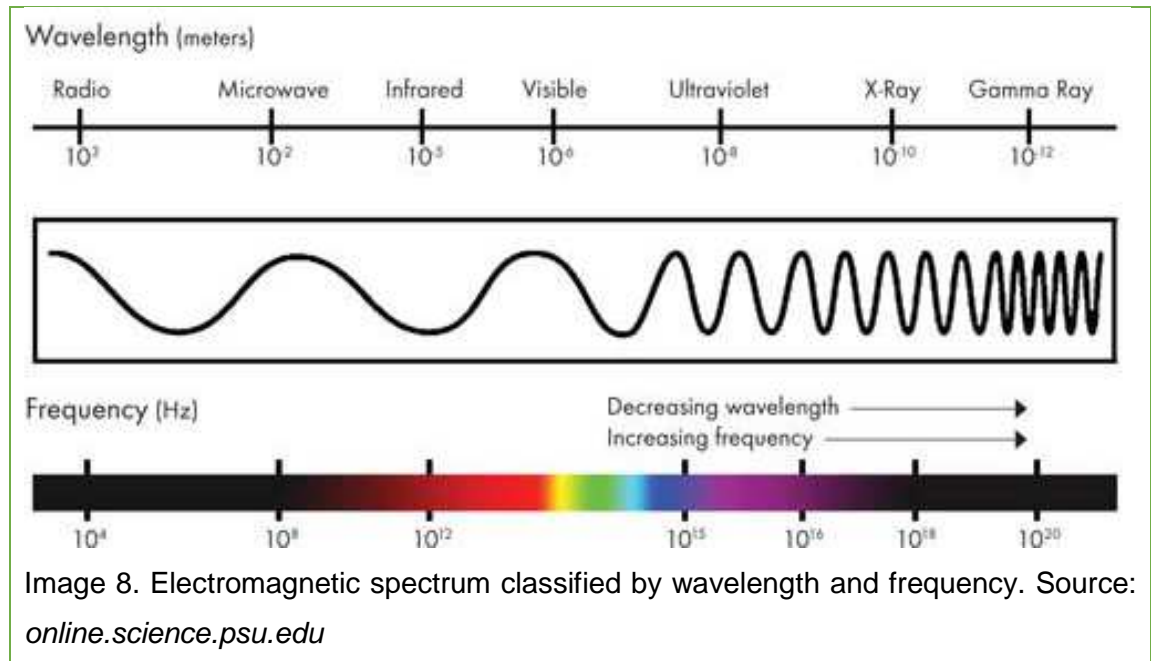 Wavelength (meters)
Radio Microwave Infrared Visible Ultraviolet X-Ray Gamma Ray
10³ 10⁻² 10⁻⁵ 10⁻⁶ 10⁻⁸ 10⁻¹⁰ 10⁻¹²
Frequency (Hz)
Decreasing wavelength
Increasing frequency
10⁴ 10⁸ 10¹² 10¹⁵ 10¹⁶ 10¹⁸ 10²⁰
Image 8. Electromagnetic spectrum classified by wavelength and frequency. Source:
online.science.psu.edu